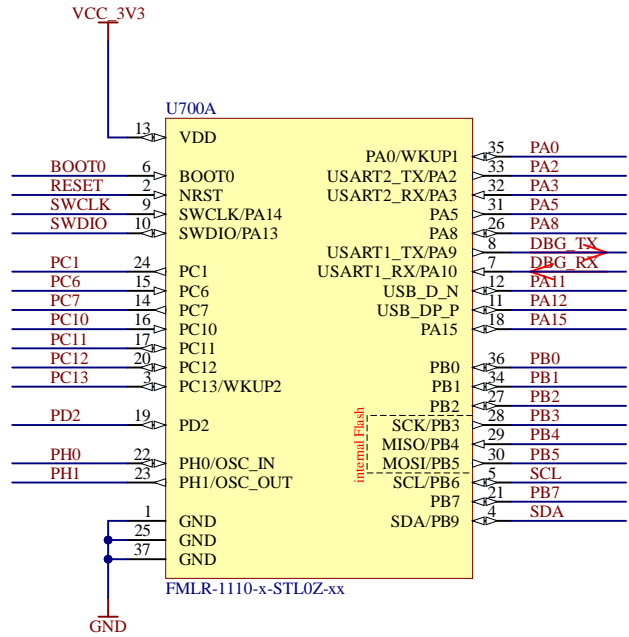 VCC_3V3
U700A
13 VDD
BOOT0 6 BOOT0
RESET 2 NRST
SWCLK 9 SWCLK/PA14
SWDIO 10 SWDIO/PA13
PC1 24 PC1
PC6 15 PC6
PC7 14 PC7
PC10 16 PC10
PC11 17 PC11
PC12 20 PC12
PC13 3 PC13/WKUP2
PD2 19 PD2
PH0 22 PH0/OSC_IN
PH1 23 PH1/OSC_OUT
1 GND
25 GND
37 GND
GND
PA0/WKUP1 35 PA0
USART2_TX/PA2 33 PA2
USART2_RX/PA3 32 PA3
PA5 31 PA5
PA8 26 PA8
USART1_TX/PA9 8 DBG_TX
USART1_RX/PA10 7 DBG_RX
USB_D_N 12 PA11
USB_DP_P 11 PA12
PA15 18 PA15
PB0 36 PB0
PB1 34 PB1
PB2 27 PB2
internal Flash
SCK/PB3 28 PB3
MISO/PB4 29 PB4
MOSI/PB5 30 PB5
SCL/PB6 5 SCL
PB7 21 PB7
SDA/PB9 4 SDA
FMLR-1110-x-STL0Z-xx